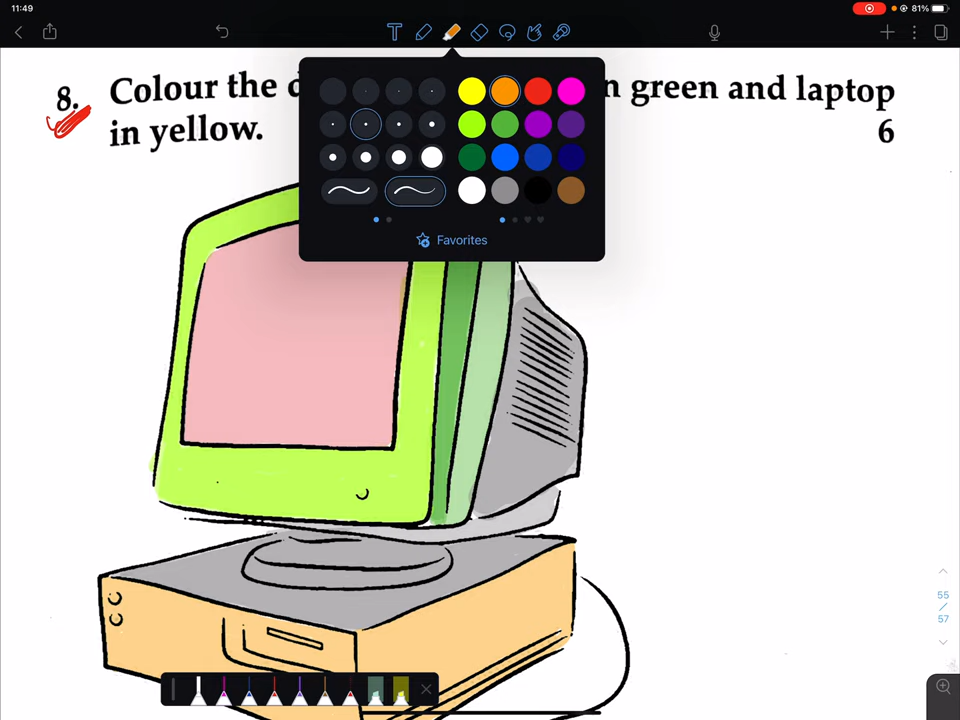 11:49
81%
8. Colour the d n green and laptop
in yellow. 6
Favorites
55
/
57